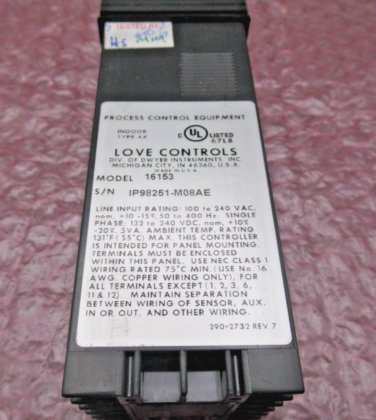 TESTED OK
HS
PROCESS CONTROL EQUIPMENT
INDOOR
TYPE 4X
C UL LISTED
67L8
LOVE CONTROLS
DIV. OF DWYER INSTRUMENTS, INC.
MICHIGAN CITY, IN 46360, U.S.A.
MADE IN U.S.A.
MODEL 16153
S/N IP98251-M08AE
LINE INPUT RATING: 100 to 240 VAC,
nom, +10 -15% 50 to 400 Hz. SINGLE
PHASE; 132 to 240 VDC, nom, +10%
-20%. 5VA. AMBIENT TEMP. RATING
131°F (55°C) MAX. THIS CONTROLLER
IS INTENDED FOR PANEL MOUNTING.
TERMINALS MUST BE ENCLOSED
WITHIN THIS PANEL. USE NEC CLASS 1
WIRING RATED 75°C MIN. (USE No. 16
AWG. COPPER WIRING ONLY), FOR
ALL TERMINALS EXCEPT (1, 2, 3, 6,
11 & 12). MAINTAIN SEPARATION
BETWEEN WIRING OF SENSOR, AUX.
IN OR OUT, AND OTHER WIRING.
290-2732 REV 7